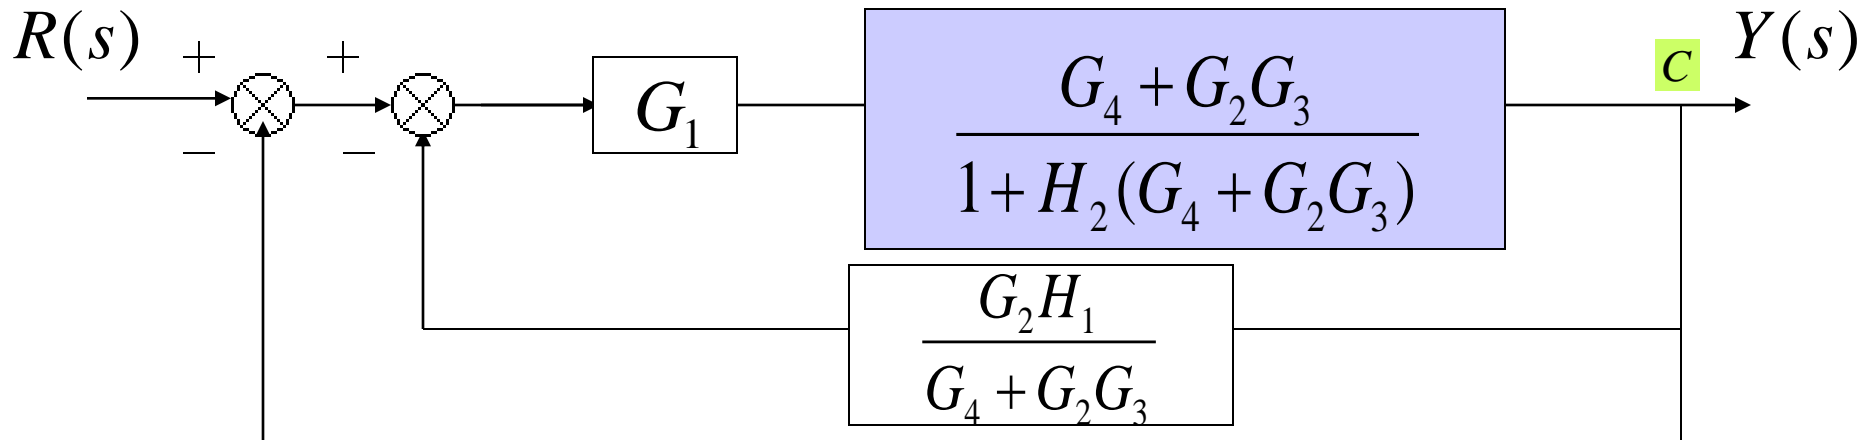 R(s) + + G₁ G₄ + G₂G₃ C Y(s)
1 + H₂(G₄ + G₂G₃)
− −
G₂H₁
G₄ + G₂G₃